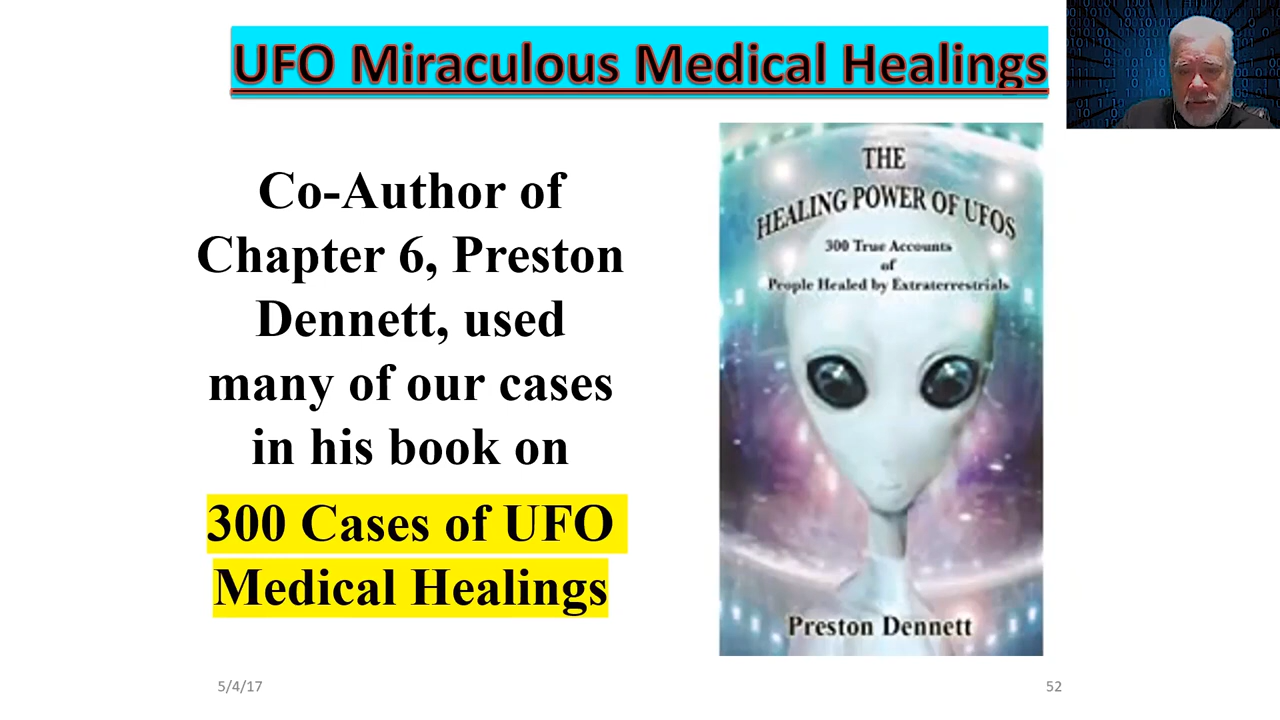 UFO Miraculous Medical Healings
Co-Author of
Chapter 6, Preston
Dennett, used
many of our cases
in his book on
300 Cases of UFO
Medical Healings
THE
HEALING POWER OF UFOS
300 True Accounts
of
People Healed by Extraterrestrials
Preston Dennett
5/4/17
52